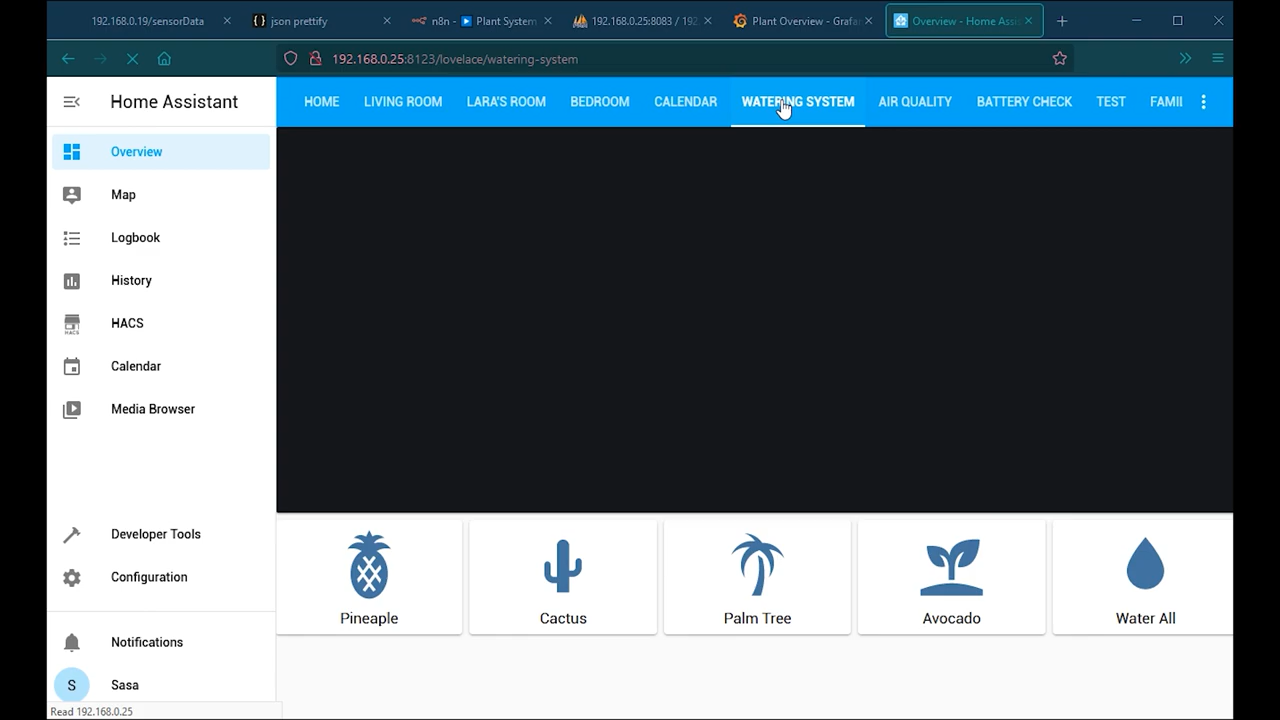 192.168.0.19/sensorData
json prettify
n8n - Plant System
192.168.0.25:8083 / 192
Plant Overview - Grafan
Overview - Home Assis
192.168.0.25:8123/lovelace/watering-system
Home Assistant
HOME
LIVING ROOM
LARA'S ROOM
BEDROOM
CALENDAR
WATERING SYSTEM
AIR QUALITY
BATTERY CHECK
TEST
FAMII
Overview
Map
Logbook
History
HACS
HACS
Calendar
Media Browser
Developer Tools
Configuration
Notifications
S
Sasa
Pineaple
Cactus
Palm Tree
Avocado
Water All
Read 192.168.0.25